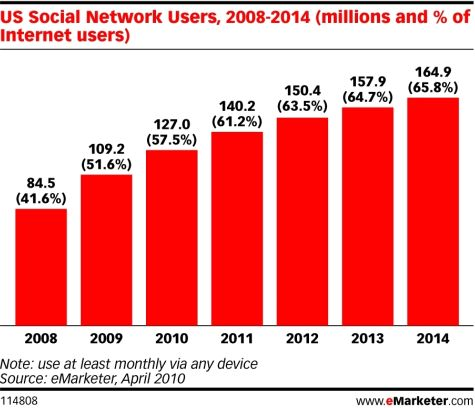 US Social Network Users, 2008-2014 (millions and % of
Internet users)
84.5
(41.6%)
109.2
(51.6%)
127.0
(57.5%)
140.2
(61.2%)
150.4
(63.5%)
157.9
(64.7%)
164.9
(65.8%)
2008 2009 2010 2011 2012 2013 2014
Note: use at least monthly via any device
Source: eMarketer, April 2010
114808 www.eMarketer.com